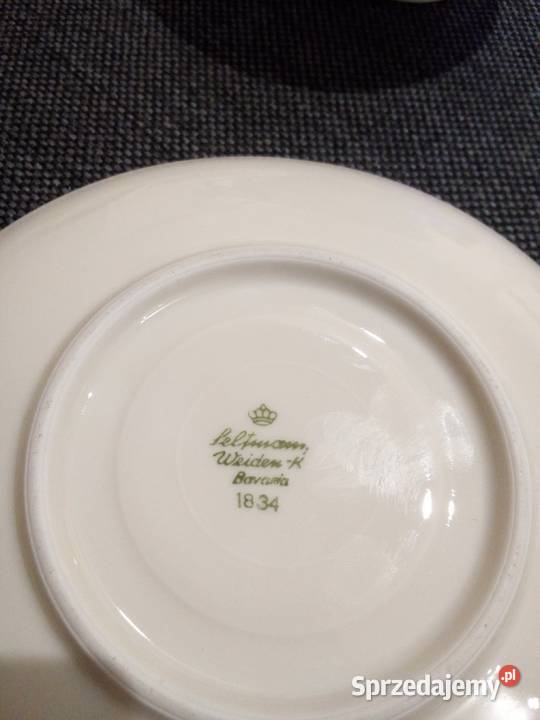 Seltmann
Weiden-K
Bavaria
1834
Sprzedajemy.pl